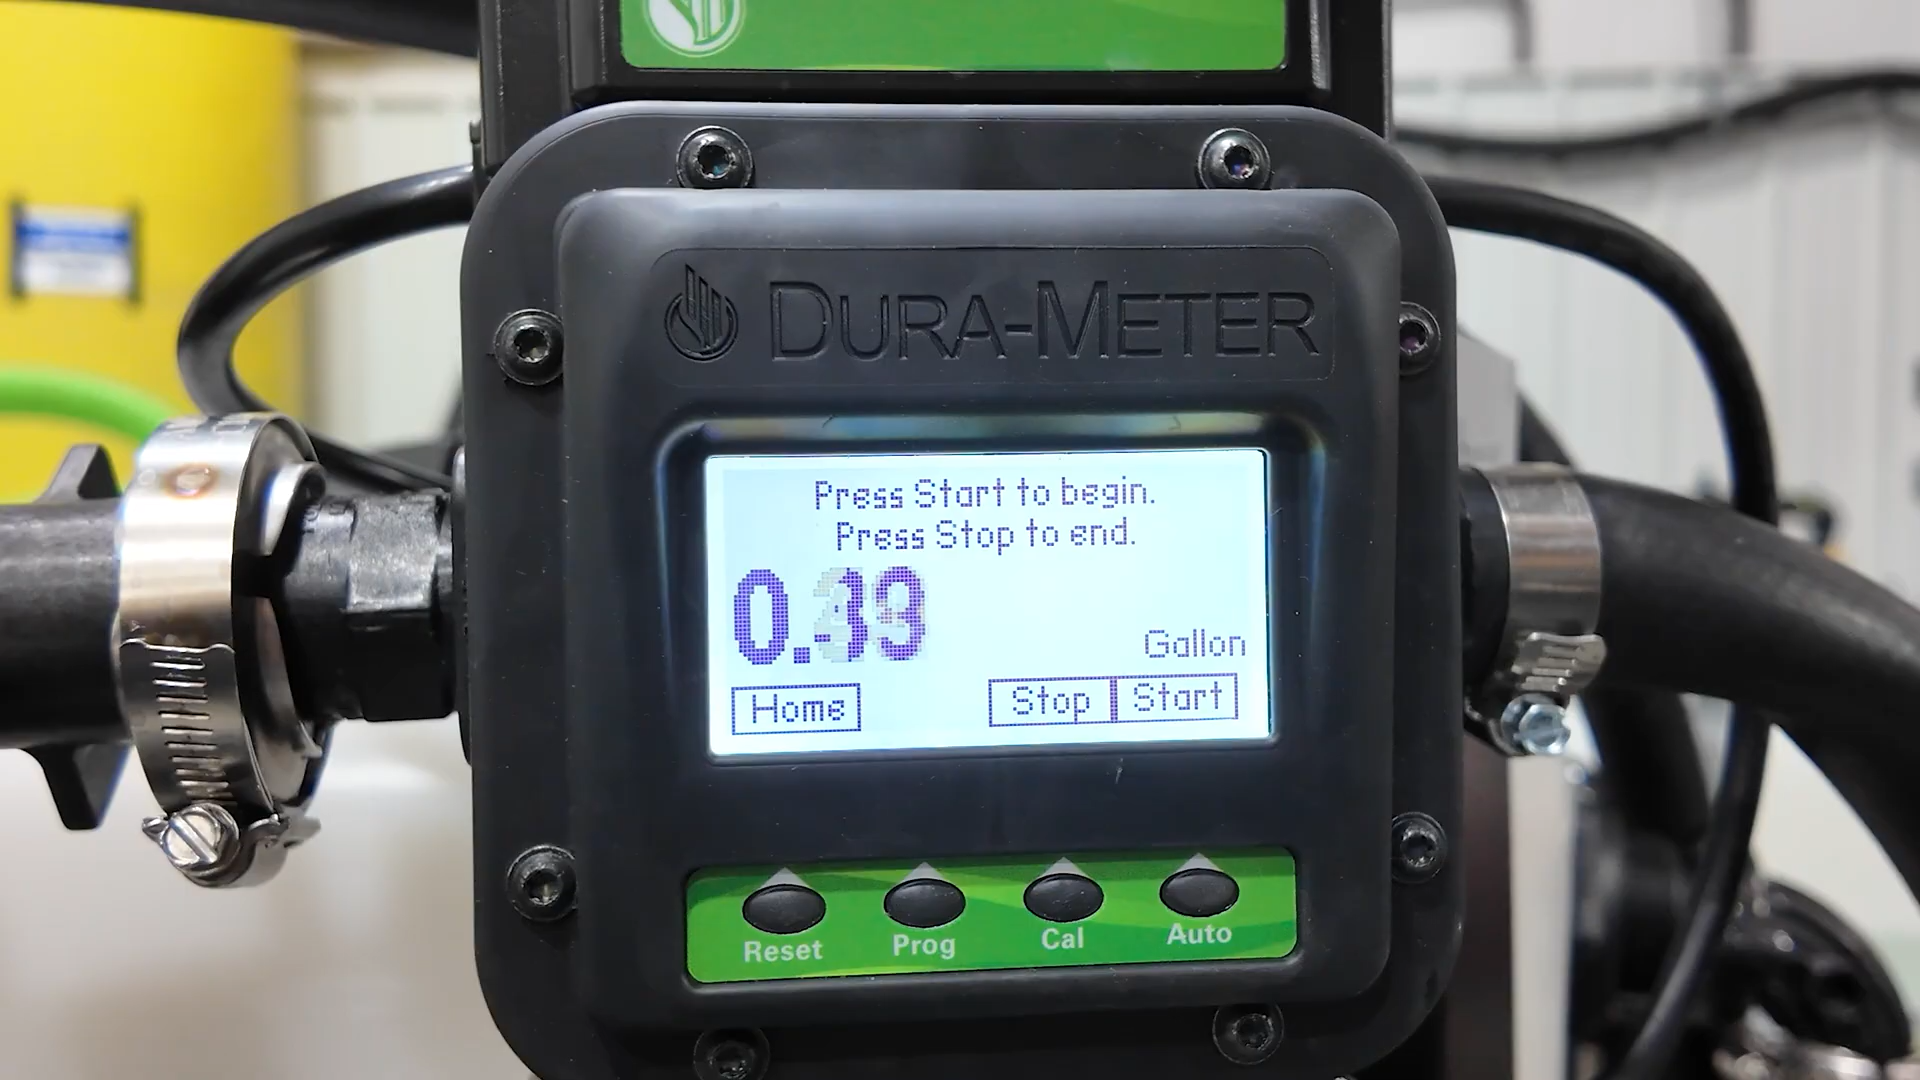 DURA-METER
Press Start to begin.
Press Stop to end.
Gallon
Home Stop Start
Reset Prog Cal Auto